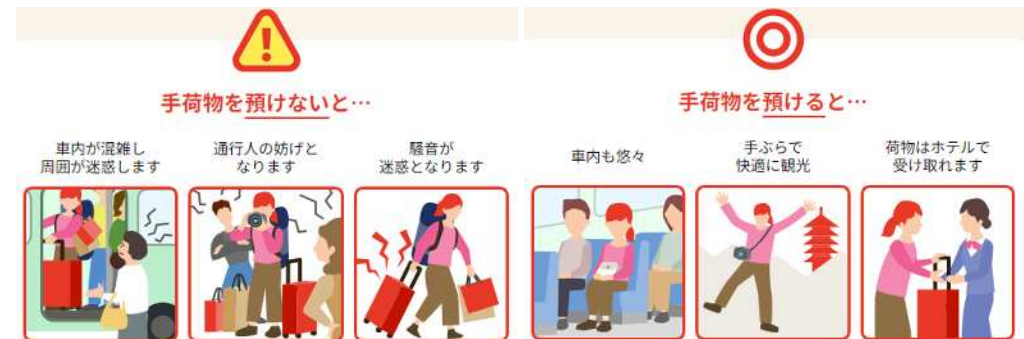 手荷物を預けないと…
車内が混雑し
周囲が迷惑します
通行人の妨げと
なります
騒音が
迷惑となります
手荷物を預けると…
車内も悠々
手ぶらで
快適に観光
荷物はホテルで
受け取れます